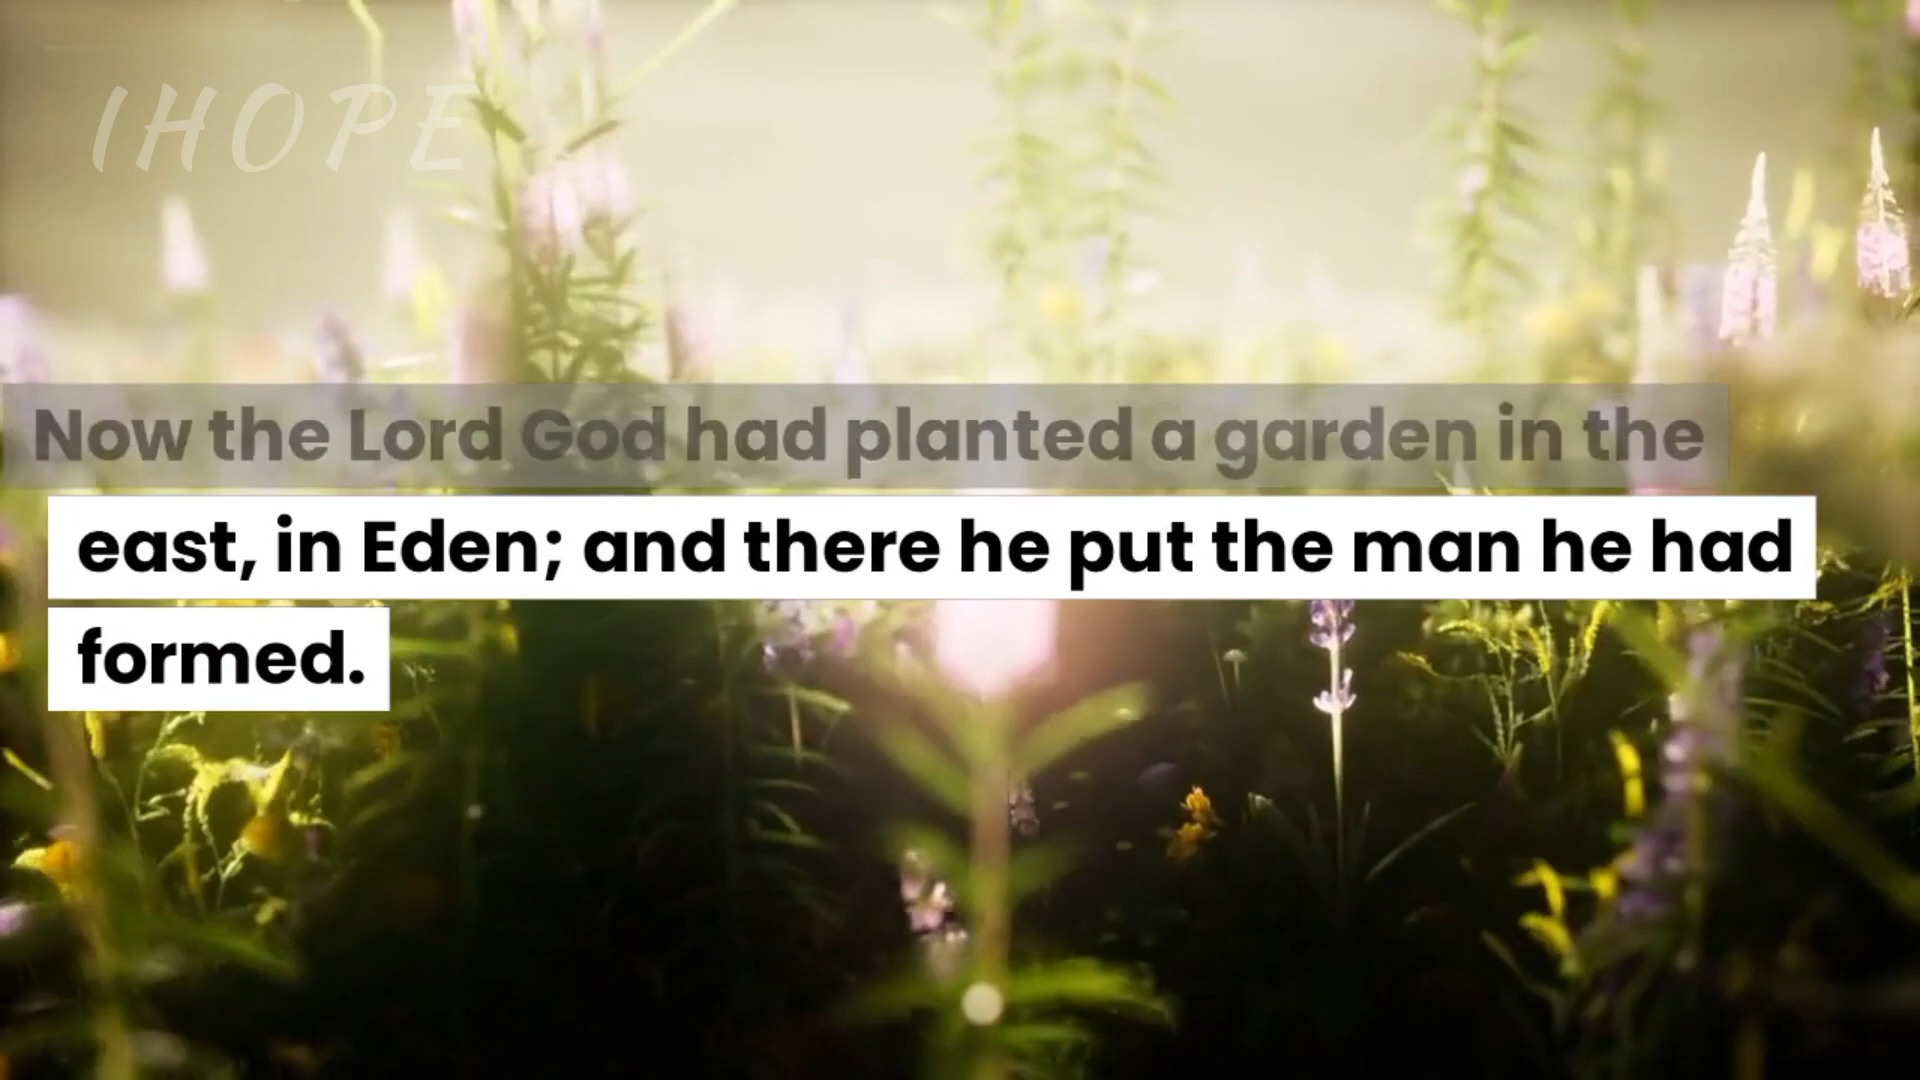 IHOPE
Now the Lord God had planted a garden in the
east, in Eden; and there he put the man he had
formed.